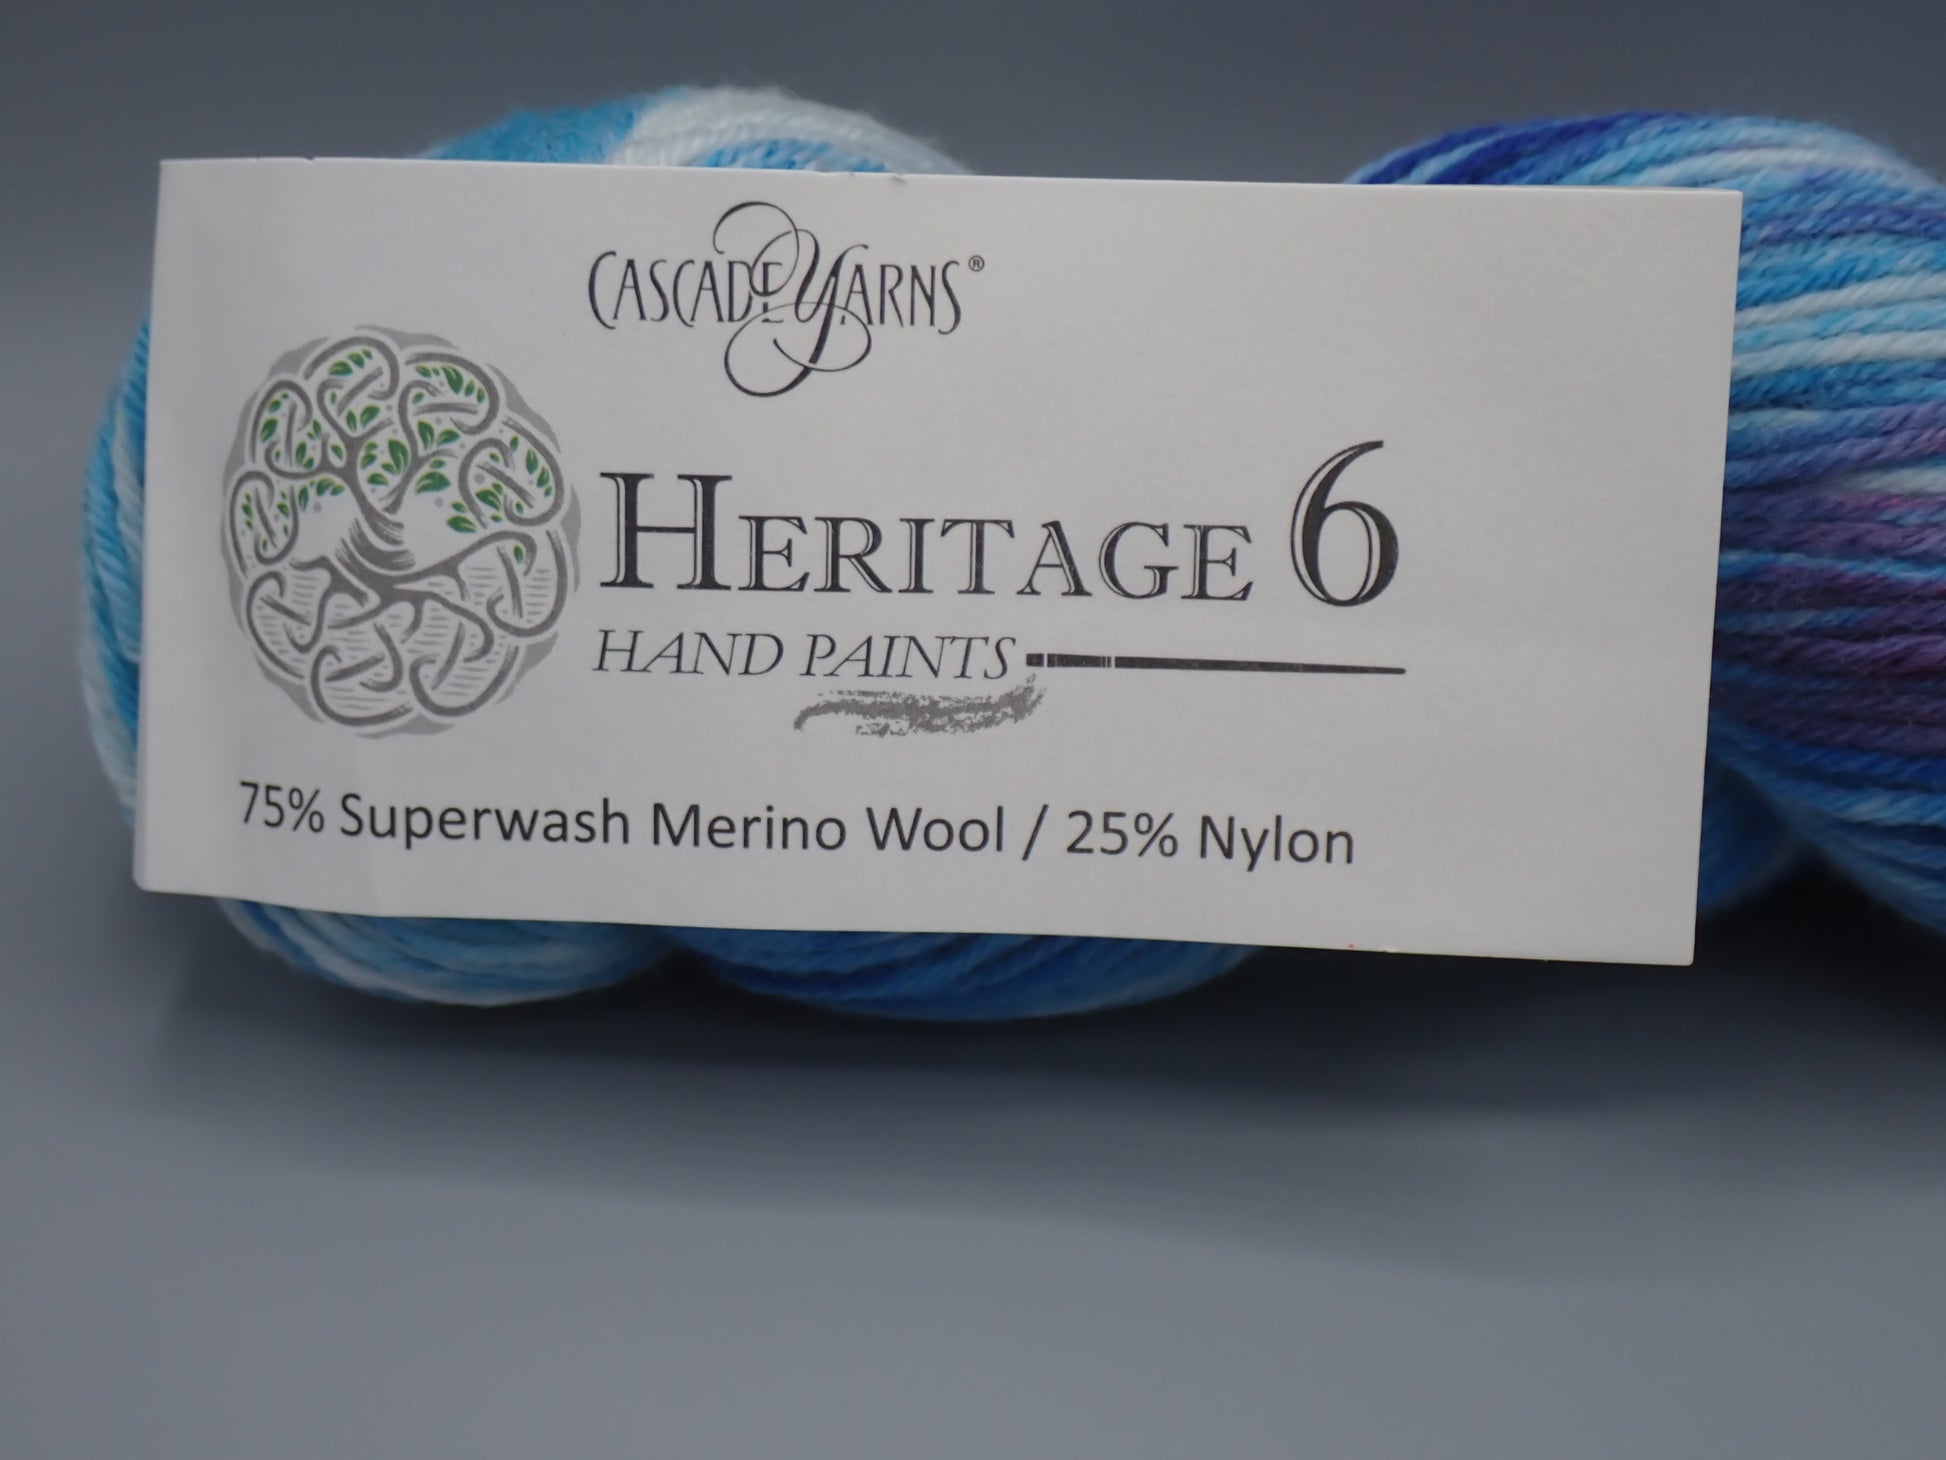 CASCADE YARNS®
HERITAGE 6
HAND PAINTS
75% Superwash Merino Wool / 25% Nylon